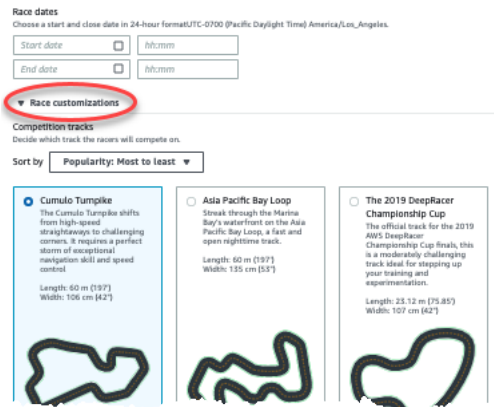 Race dates
Choose a start and close date in 24-hour formatUTC-0700 (Pacific Daylight Time) America/Los_Angeles.
Start date
hh:mm
End date
hh:mm
▼ Race customizations
Competition tracks
Decide which track the racers will compete on.
Sort by
Popularity: Most to least ▼
Cumulo Turnpike
The Cumulo Turnpike shifts
from high-speed
straightaways to challenging
corners. It requires a perfect
storm of exceptional
navigation skill and speed
control
Length: 60 m (197')
Width: 106 cm (42")
Asia Pacific Bay Loop
Streak through the Marina
Bay's waterfront on the Asia
Pacific Bay Loop, a fast and
open nighttime track.
Length: 60 m (197')
Width: 135 cm (53")
The 2019 DeepRacer
Championship Cup
The official track for the 2019
AWS DeepRacer
Championship Cup finals, this
is a moderately challenging
track ideal for stepping up
your training and
experimentation.
Length: 23.12 m (75.85')
Width: 107 cm (42")